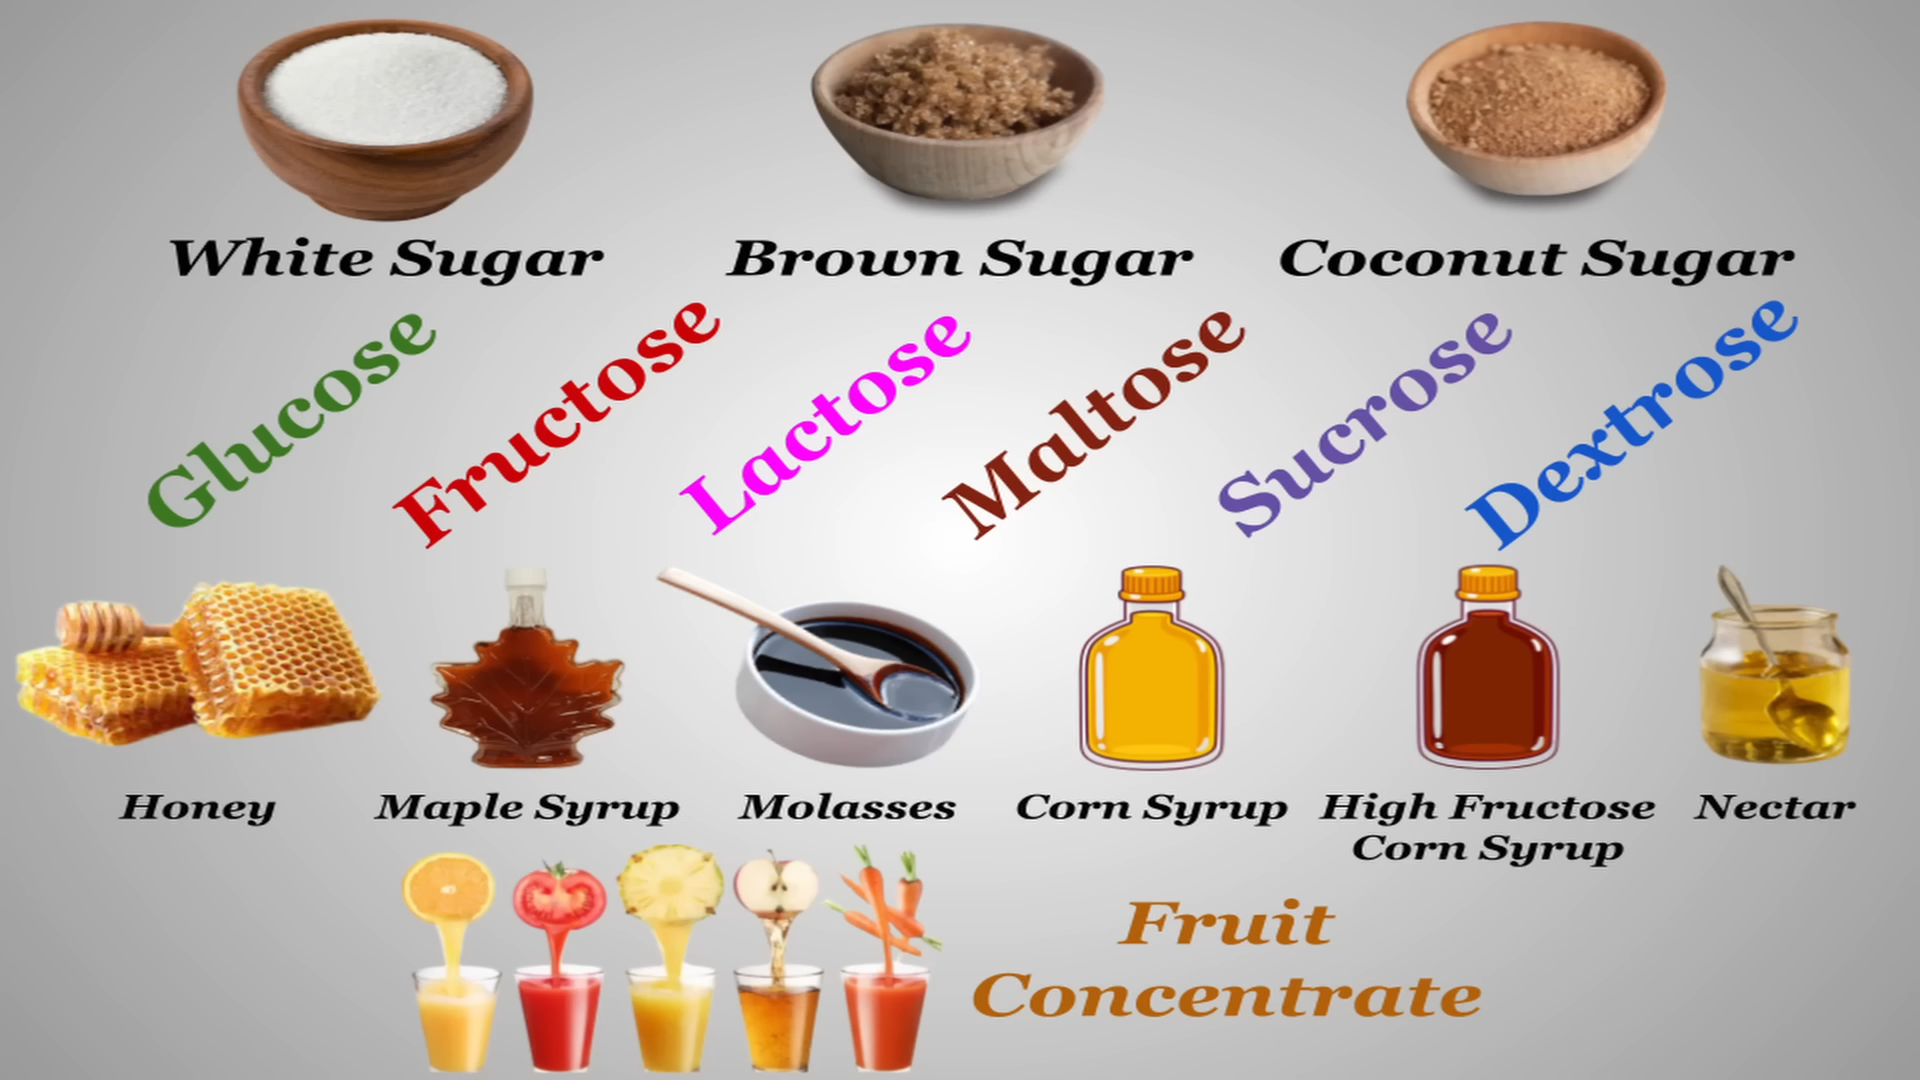 White Sugar
Brown Sugar
Coconut Sugar
Glucose
Fructose
Lactose
Maltose
Sucrose
Dextrose
Honey
Maple Syrup
Molasses
Corn Syrup
High Fructose
Corn Syrup
Nectar
Fruit
Concentrate